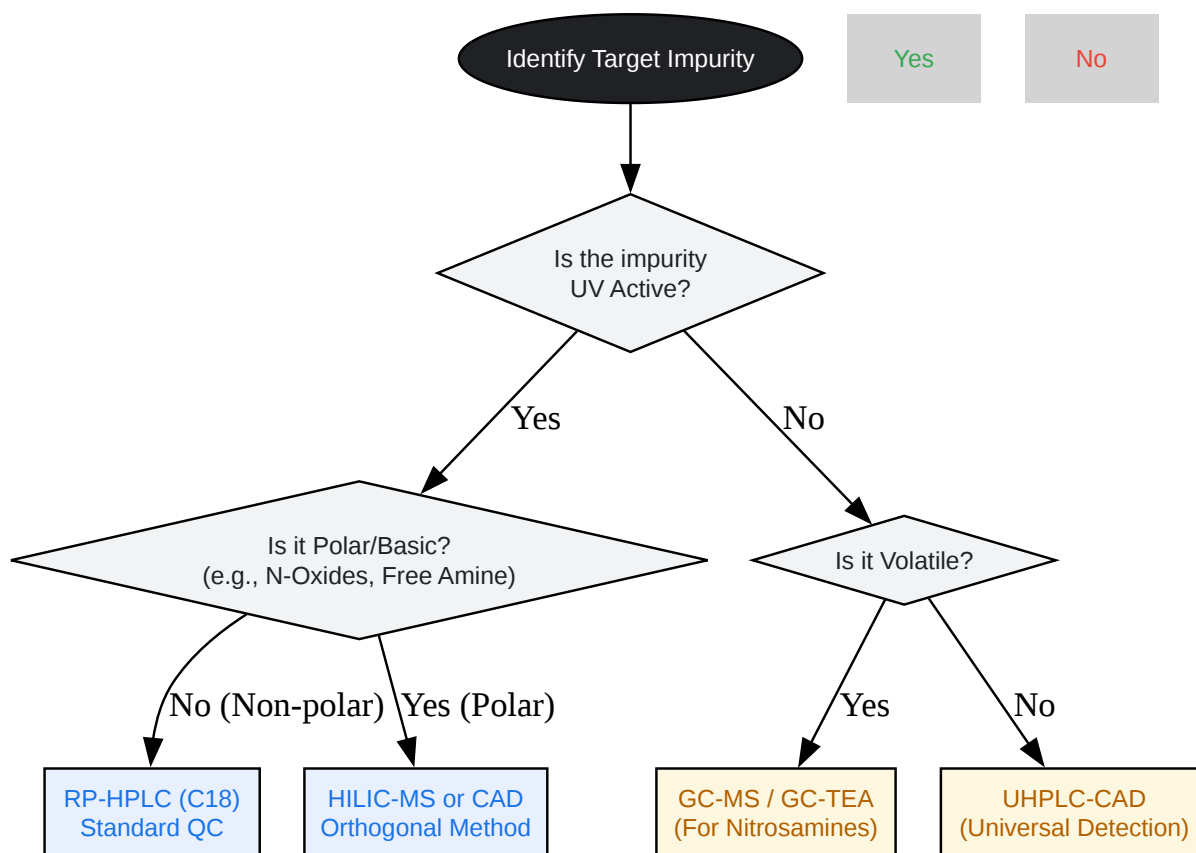 Identify Target Impurity
Yes
No
Is the impurity
UV Active?
Yes
No
Is it Polar/Basic?
(e.g., N-Oxides, Free Amine)
Is it Volatile?
No (Non-polar)
Yes (Polar)
Yes
No
RP-HPLC (C18)
Standard QC
HILIC-MS or CAD
Orthogonal Method
GC-MS / GC-TEA
(For Nitrosamines)
UHPLC-CAD
(Universal Detection)